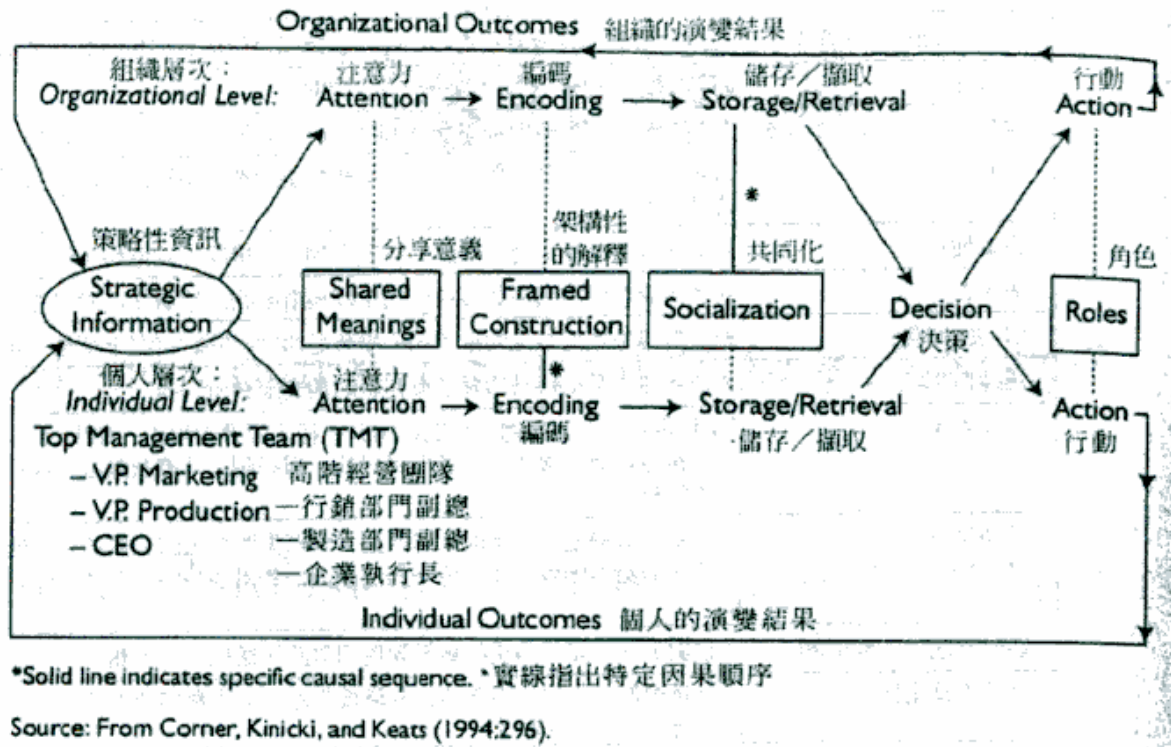 Organizational Outcomes 組織的演變結果
組織層次：
Organizational Level:
注意力
Attention
編碼
Encoding
儲存／擷取
Storage/Retrieval
行動
Action
*
策略性資訊
Strategic
Information
分享意義
Shared
Meanings
架構性
的解釋
Framed
Construction
共同化
Socialization
Decision
決策
角色
Roles
*
個人層次：
Individual Level:
注意力
Attention
Encoding
編碼
Storage/Retrieval
儲存／擷取
Action
行動
Top Management Team (TMT)
– V.P. Marketing 高階經營團隊
– V.P. Production —行銷部門副總
– CEO —製造部門副總
—企業執行長
Individual Outcomes 個人的演變結果
*Solid line indicates specific causal sequence. *實線指出特定因果順序
Source: From Corner, Kinicki, and Keats (1994:296).